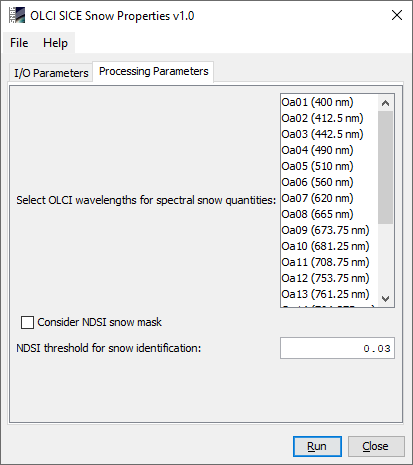 OLCI SICE Snow Properties v1.0
File Help
I/O Parameters Processing Parameters
Oa01 (400 nm)
Oa02 (412.5 nm)
Oa03 (442.5 nm)
Oa04 (490 nm)
Oa05 (510 nm)
Oa06 (560 nm)
Select OLCI wavelengths for spectral snow quantities: Oa07 (620 nm)
Oa08 (665 nm)
Oa09 (673.75 nm)
Oa10 (681.25 nm)
Oa11 (708.75 nm)
Oa12 (753.75 nm)
Oa13 (761.25 nm)
Consider NDSI snow mask
NDSI threshold for snow identification: 0.03
Run Close